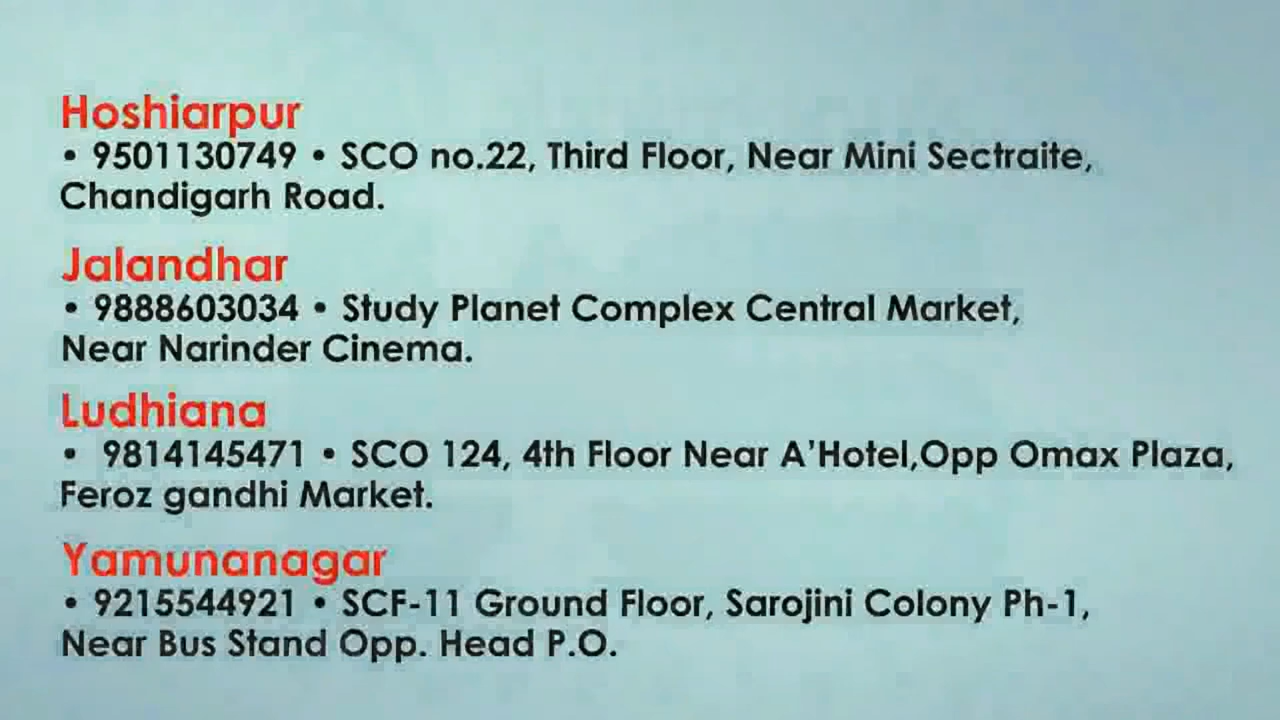 Hoshiarpur
• 9501130749 • SCO no.22, Third Floor, Near Mini Sectraite,
Chandigarh Road.
Jalandhar
• 9888603034 • Study Planet Complex Central Market,
Near Narinder Cinema.
Ludhiana
• 9814145471 • SCO 124, 4th Floor Near A'Hotel,Opp Omax Plaza,
Feroz gandhi Market.
Yamunanagar
• 9215544921 • SCF-11 Ground Floor, Sarojini Colony Ph-1,
Near Bus Stand Opp. Head P.O.